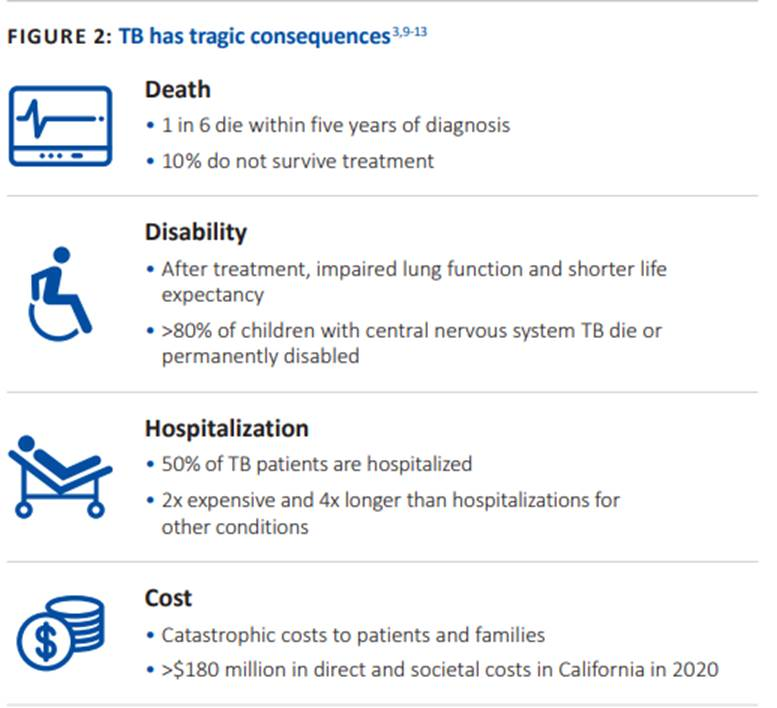 FIGURE 2: TB has tragic consequences3,9-13
Death
• 1 in 6 die within five years of diagnosis
• 10% do not survive treatment
Disability
• After treatment, impaired lung function and shorter life
expectancy
• >80% of children with central nervous system TB die or
permanently disabled
Hospitalization
• 50% of TB patients are hospitalized
• 2x expensive and 4x longer than hospitalizations for
other conditions
$
Cost
• Catastrophic costs to patients and families
• >$180 million in direct and societal costs in California in 2020